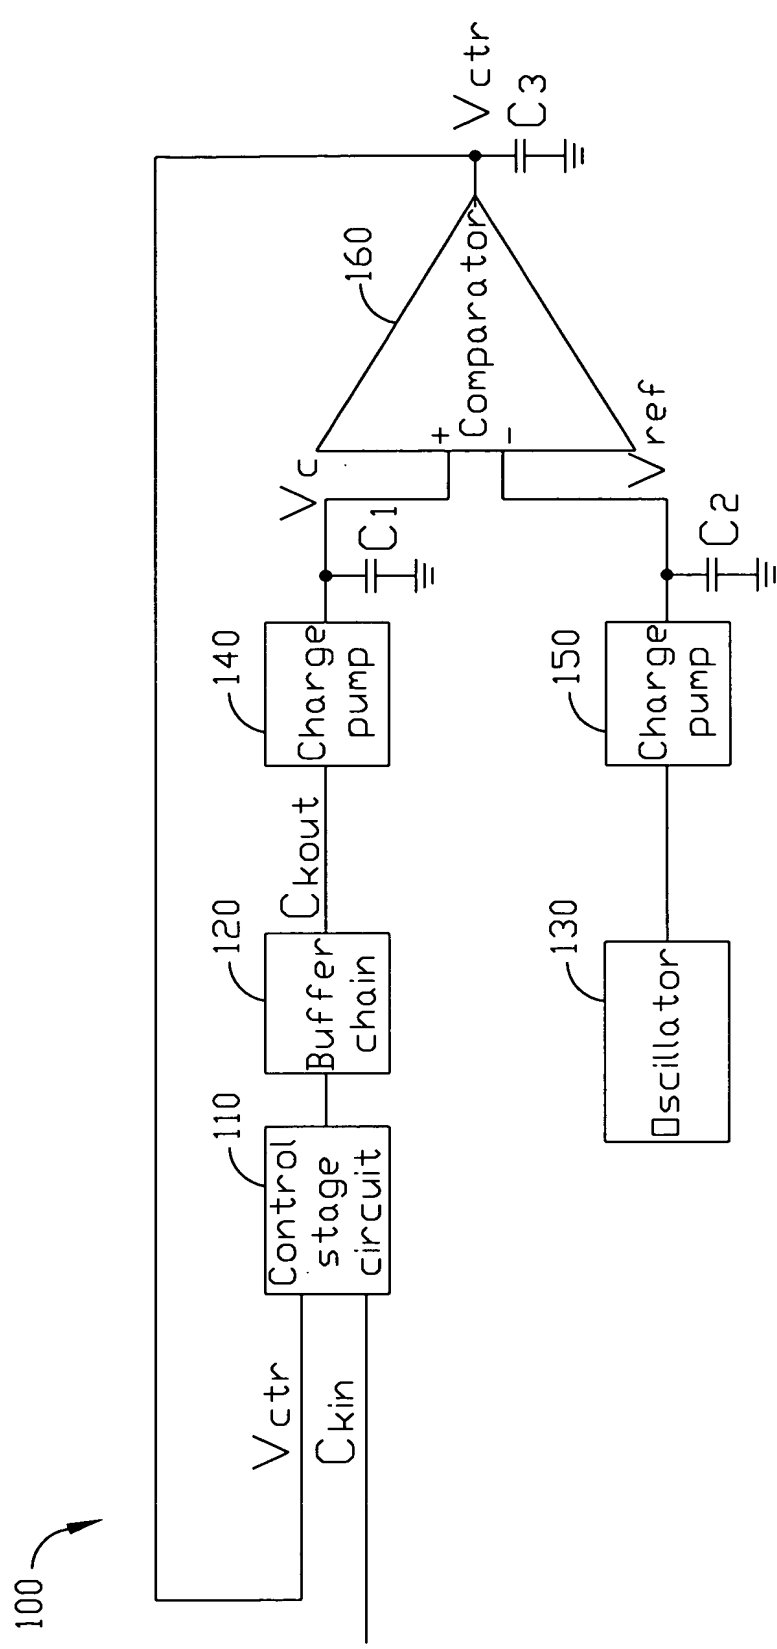 100
Vctr
Ckin
110
Control
stage
circuit
120
Buffer
chain
Ckout
140
Charge
pump
C1
Vc
130
Oscillator
150
Charge
pump
C2
Vref
+
-
160
Comparator
Vctr
C3